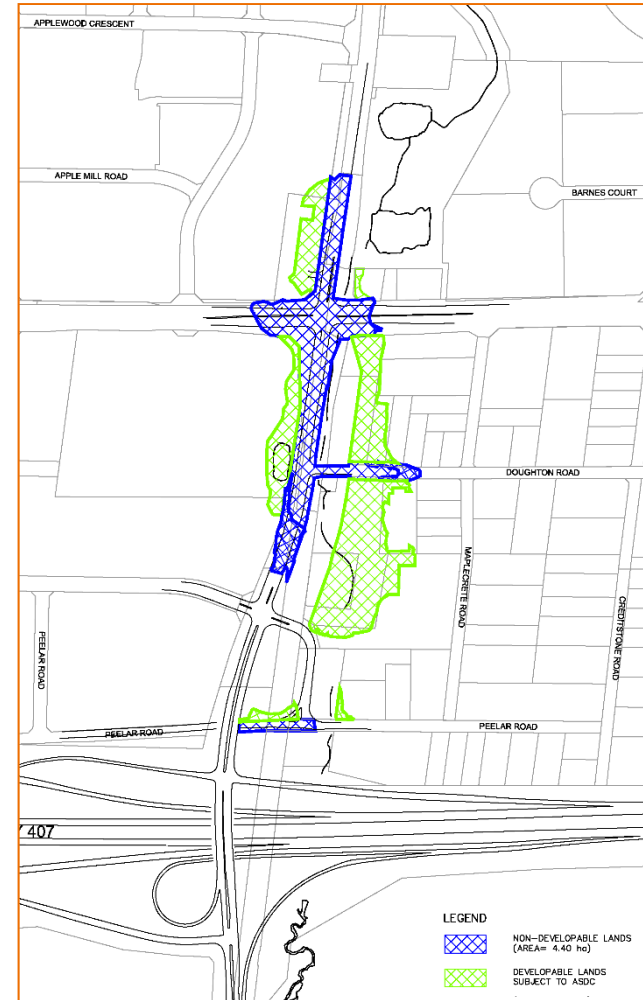 APPLEWOOD CRESCENT
APPLE MILL ROAD
BARNES COURT
DOUGHTON ROAD
MAPLECRETE ROAD
CREDITSTONE ROAD
PEELAR ROAD
PEELAR ROAD
PEELAR ROAD
407
LEGEND
NON-DEVELOPABLE LANDS
(AREA= 4.40 ha)
DEVELOPABLE LANDS
SUBJECT TO ASDC